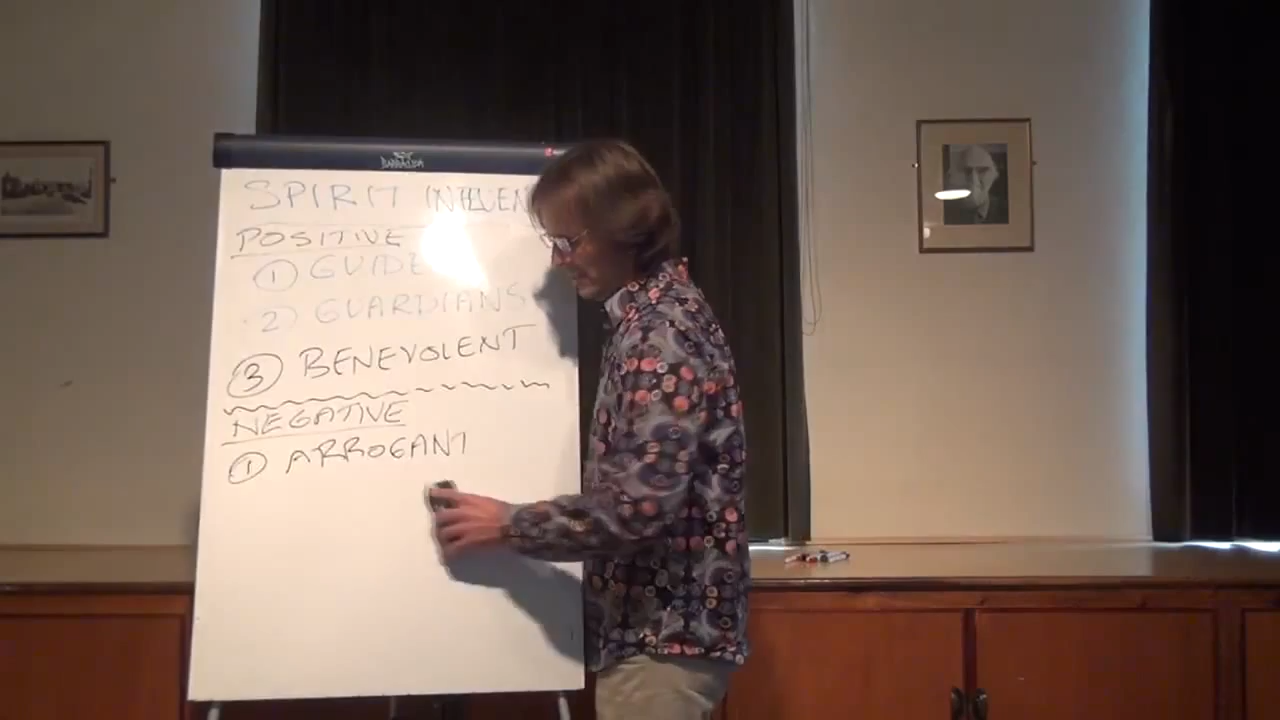 SPIRIT INFLUEN
POSITIVE
① GUIDE
② GUARDIANS
③ BENEVOLENT
NEGATIVE
① ARROGANT